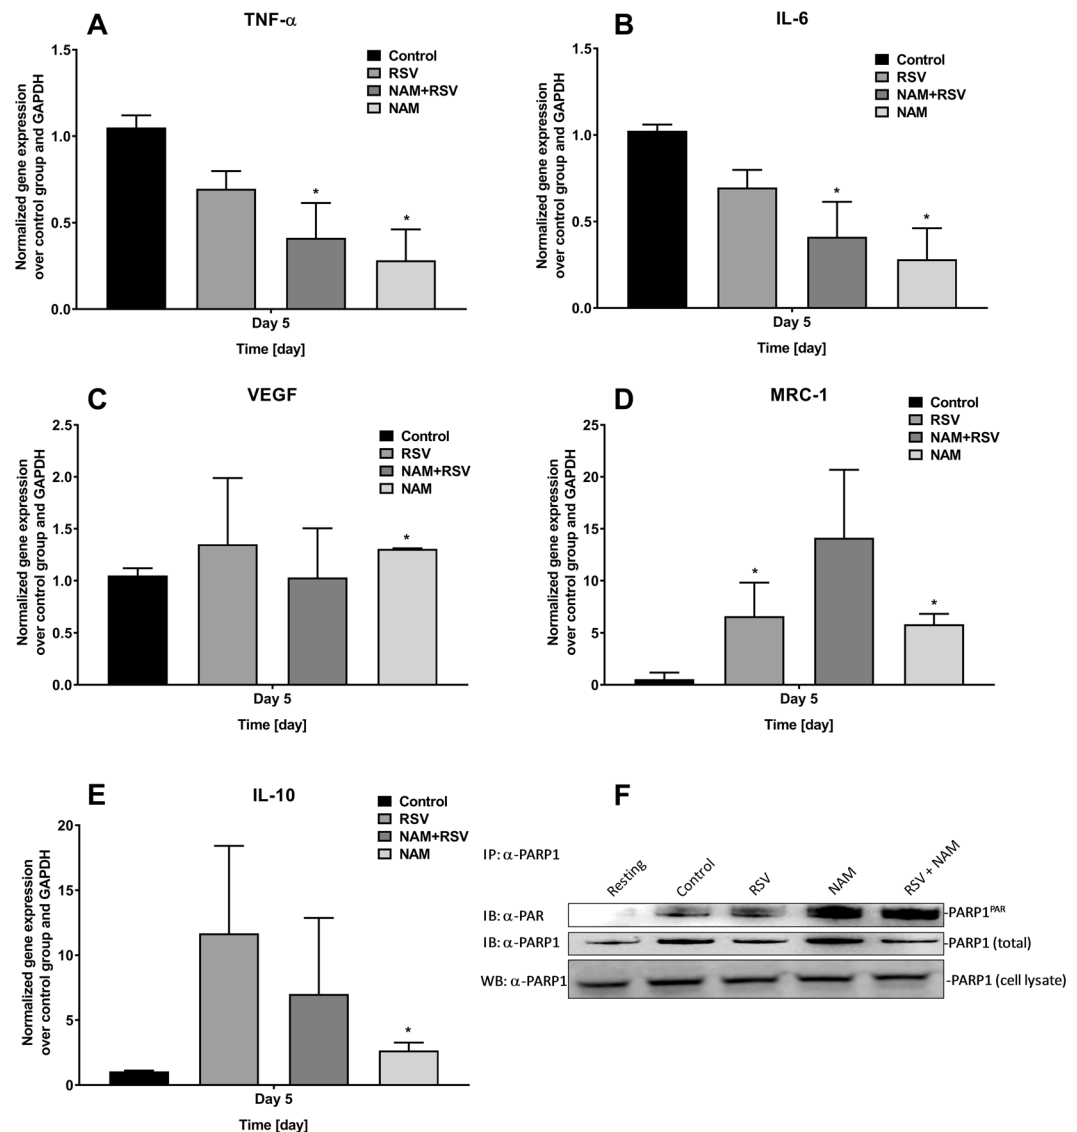 A
TNF-α
Normalized gene expression
over control group and GAPDH
1.5
1.0
0.5
0.0
Control
RSV
NAM+RSV
NAM
*
*
Day 5
Time [day]
B
IL-6
Normalized gene expression
over control group and GAPDH
1.5
1.0
0.5
0.0
Control
RSV
NAM+RSV
NAM
*
*
Day 5
Time [day]
C
VEGF
Normalized gene expression
over control group and GAPDH
2.5
2.0
1.5
1.0
0.5
0.0
Control
RSV
NAM+RSV
NAM
*
Day 5
Time [day]
D
MRC-1
Normalized gene expression
over control group and GAPDH
25
20
15
10
5
0
Control
RSV
NAM+RSV
NAM
*
*
Day 5
Time [day]
E
IL-10
Normalized gene expression
over control group and GAPDH
20
15
10
5
0
Control
RSV
NAM+RSV
NAM
*
Day 5
Time [day]
F
IP: α-PARP1
Resting
Control
RSV
NAM
RSV + NAM
IB: α-PAR
-PARP1ᴾᴬᴿ
IB: α-PARP1
-PARP1 (total)
WB: α-PARP1
-PARP1 (cell lysate)